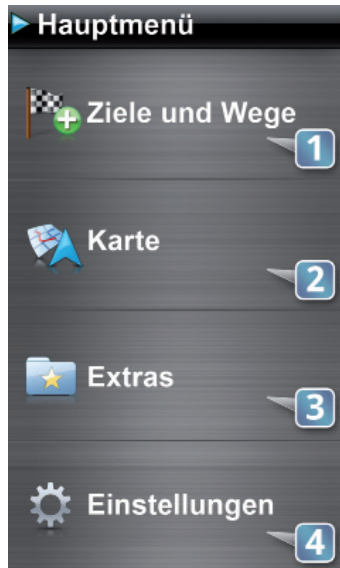 Hauptmenü
Ziele und Wege
1
Karte
2
Extras
3
Einstellungen
4